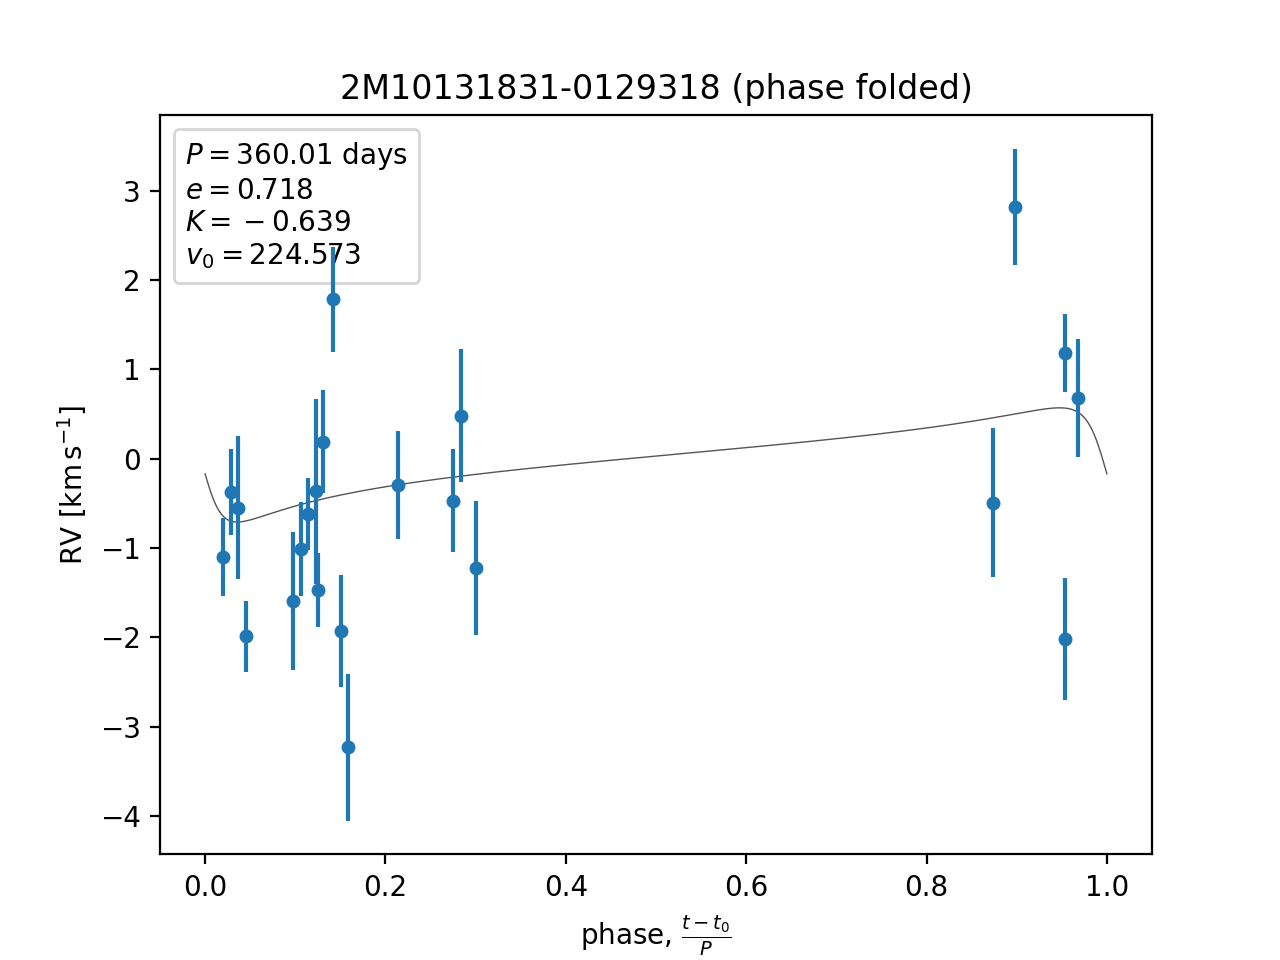 2M10131831-0129318 (phase folded)
P = 360.01 days
e = 0.718
K = −0.639
v₀ = 224.573
3
2
1
0
−1
−2
−3
−4
RV [km s⁻¹]
0.0 0.2 0.4 0.6 0.8 1.0
phase, (t − t₀)/P